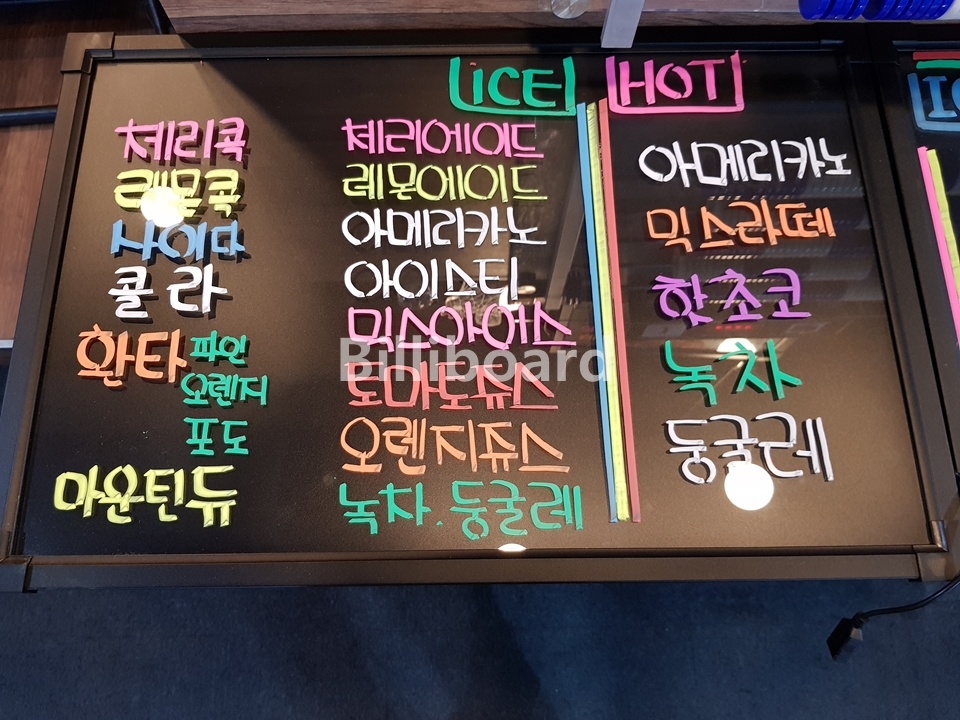 ICE
체리콕
레몬콕
사이다
콜라
환타 파인
오렌지
포도
마운틴듀
체리에이드
레몬에이드
아메리카노
아이스틴
믹스아이스
토마토쥬스
오렌지쥬스
녹차.둥굴레
HOT
아메리카노
믹스라떼
핫초코
녹차
둥굴레
Billiboard